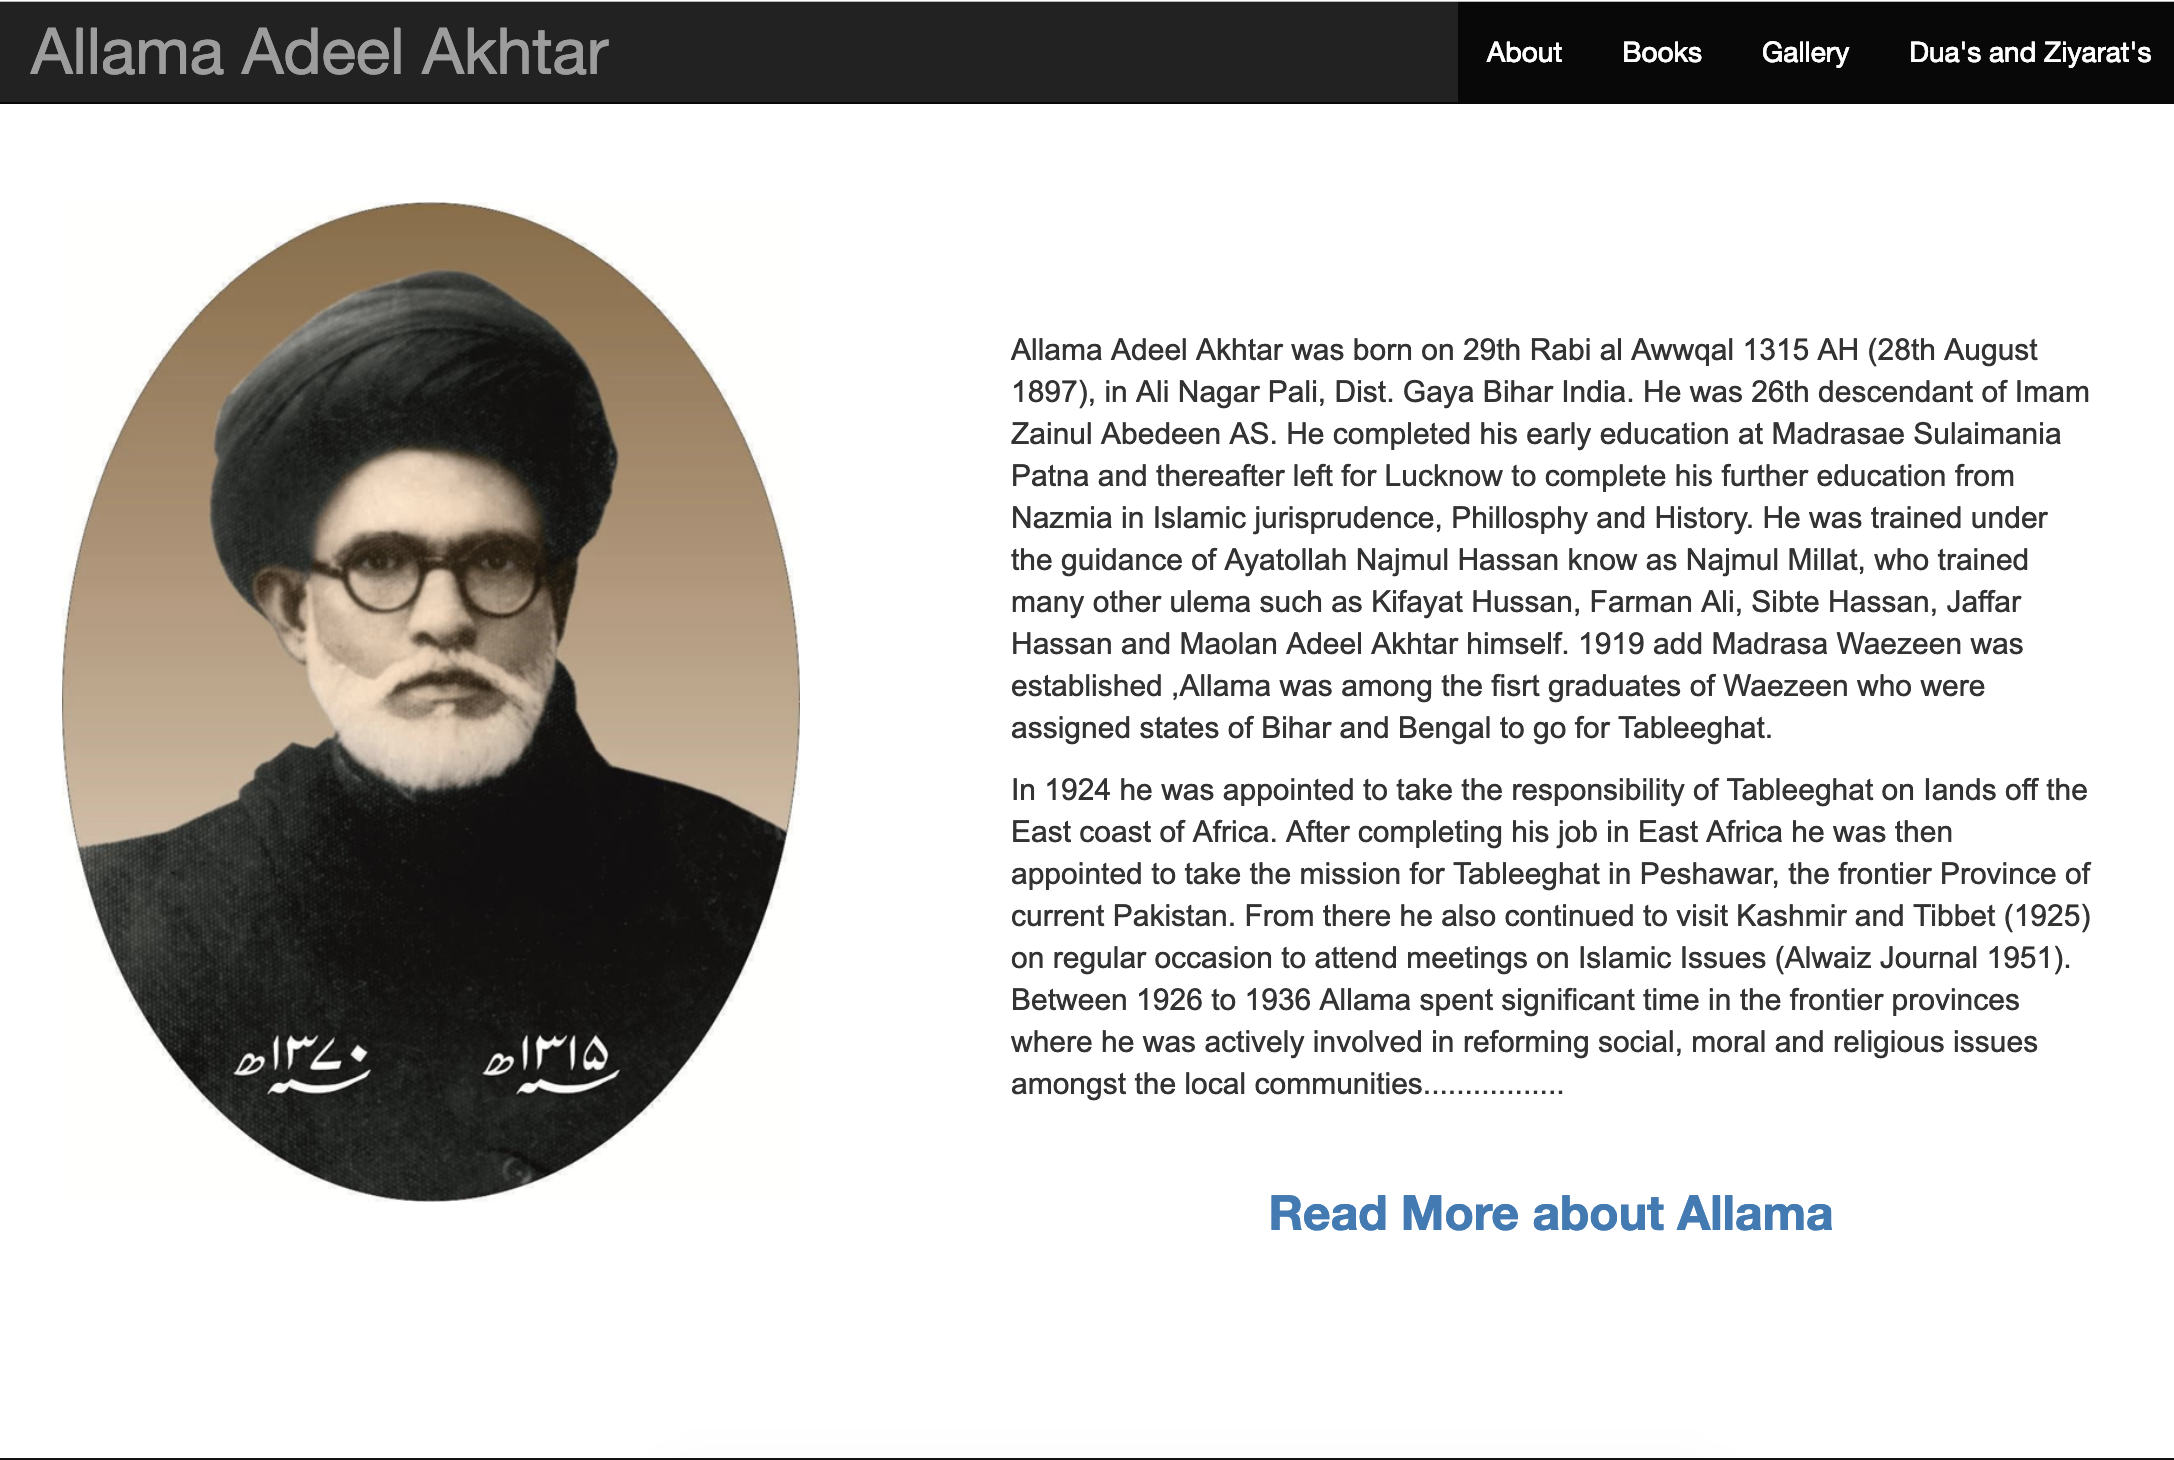 Allama Adeel Akhtar
About
Books
Gallery
Dua's and Ziyarat's
Allama Adeel Akhtar was born on 29th Rabi al Awwqal 1315 AH (28th August
1897), in Ali Nagar Pali, Dist. Gaya Bihar India. He was 26th descendant of Imam
Zainul Abedeen AS. He completed his early education at Madrasae Sulaimania
Patna and thereafter left for Lucknow to complete his further education from
Nazmia in Islamic jurisprudence, Phillosphy and History. He was trained under
the guidance of Ayatollah Najmul Hassan know as Najmul Millat, who trained
many other ulema such as Kifayat Hussan, Farman Ali, Sibte Hassan, Jaffar
Hassan and Maolan Adeel Akhtar himself. 1919 add Madrasa Waezeen was
established ,Allama was among the fisrt graduates of Waezeen who were
assigned states of Bihar and Bengal to go for Tableeghat.
In 1924 he was appointed to take the responsibility of Tableeghat on lands off the
East coast of Africa. After completing his job in East Africa he was then
appointed to take the mission for Tableeghat in Peshawar, the frontier Province of
current Pakistan. From there he also continued to visit Kashmir and Tibbet (1925)
on regular occasion to attend meetings on Islamic Issues (Alwaiz Journal 1951).
Between 1926 to 1936 Allama spent significant time in the frontier provinces
where he was actively involved in reforming social, moral and religious issues
amongst the local communities.................
۱۳۱۵ھ ۱۳۷۰ھ
Read More about Allama